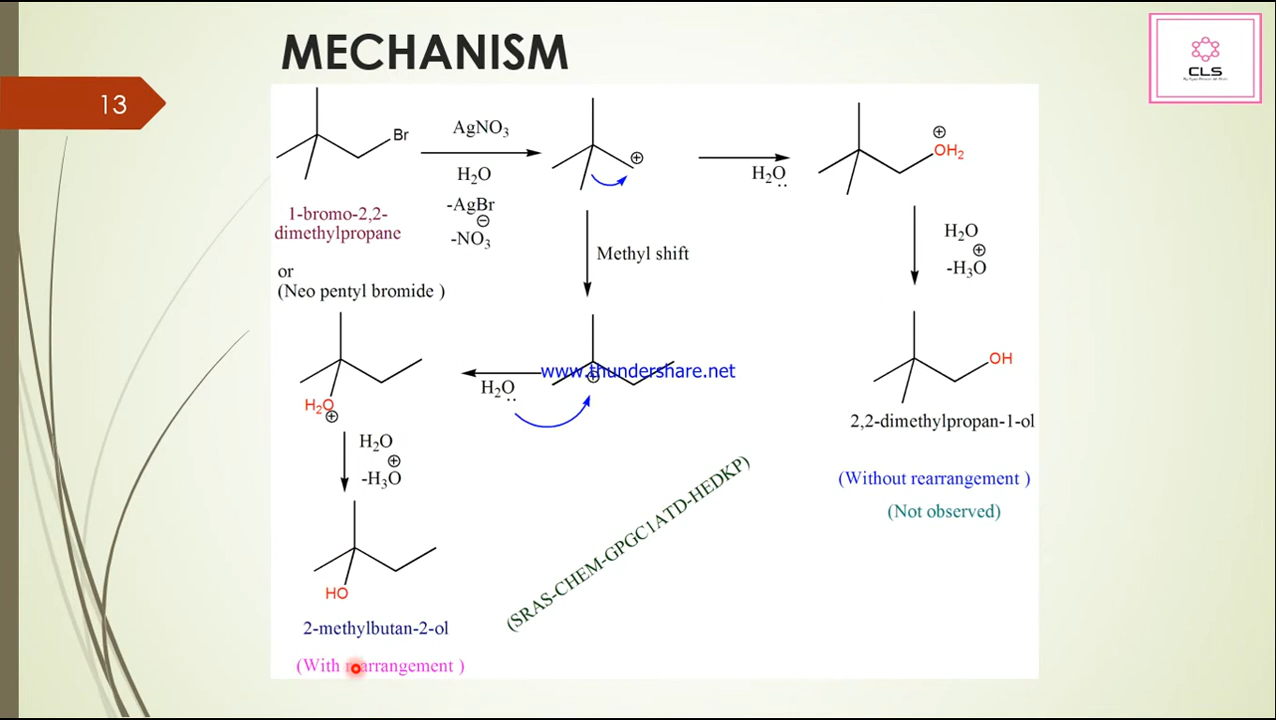 MECHANISM
13
CLS
Br
AgNO3
H2O
-AgBr
⊖
-NO3
⊕
H2O
⊕
OH2
1-bromo-2,2-
dimethylpropane
or
(Neo pentyl bromide )
Methyl shift
H2O
⊕
-H3O
H2O
⊕
H2O
⊕
www.thundershare.net
OH
2,2-dimethylpropan-1-ol
(Without rearrangement )
(Not observed)
H2O
⊕
-H3O
HO
2-methylbutan-2-ol
(With rearrangement )
(SRAS-CHEM-GPGC1ATD-HEDKP)